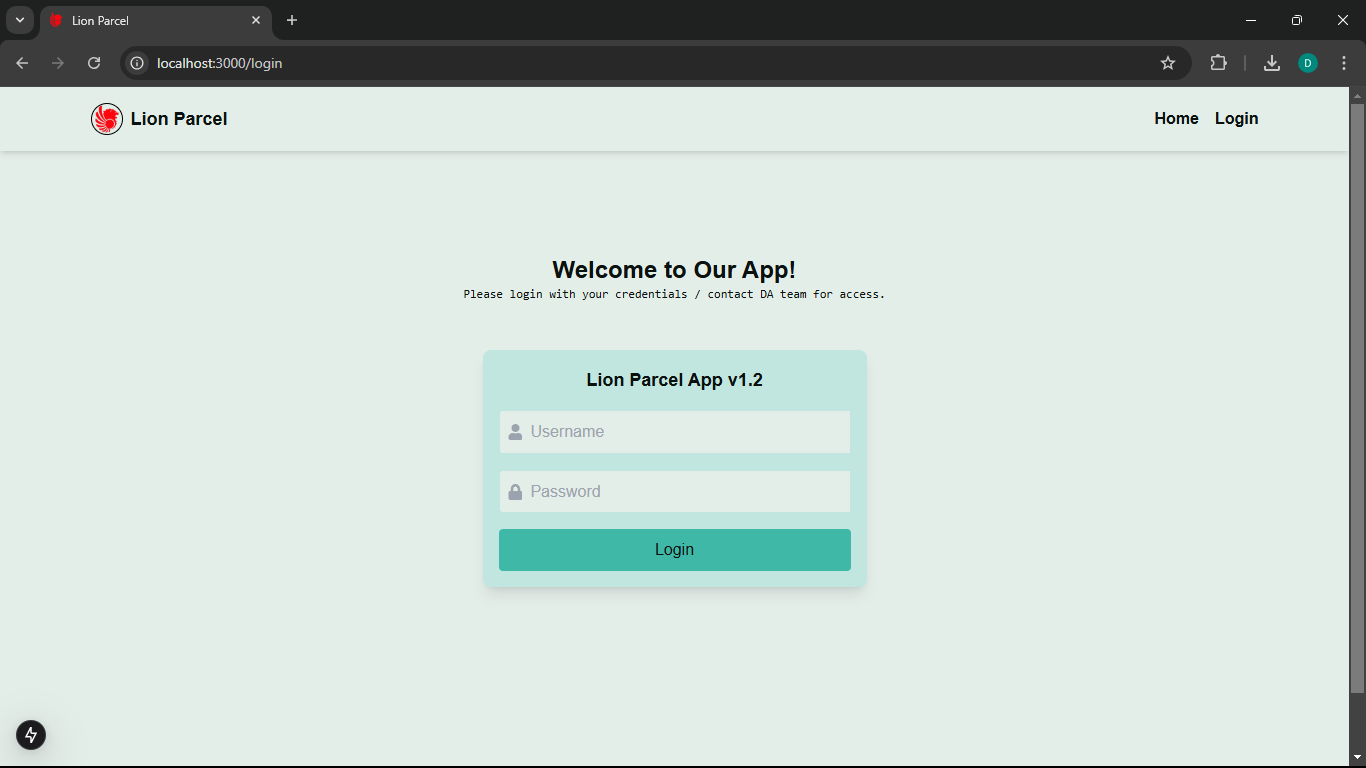 Lion Parcel
localhost:3000/login
D
Lion Parcel
Home Login
Welcome to Our App!
Please login with your credentials / contact DA team for access.
Lion Parcel App v1.2
Username
Password
Login